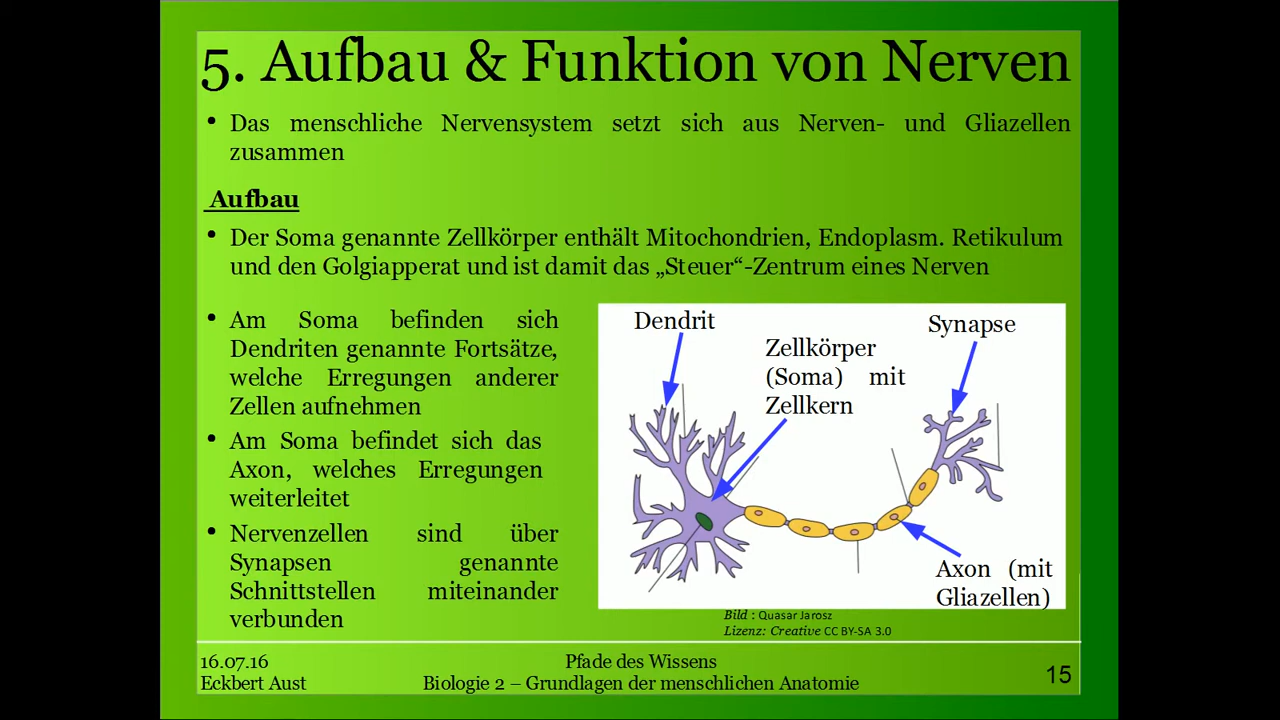 5. Aufbau & Funktion von Nerven
• Das menschliche Nervensystem setzt sich aus Nerven- und Gliazellen
zusammen
Aufbau
• Der Soma genannte Zellkörper enthält Mitochondrien, Endoplasm. Retikulum
und den Golgiapperat und ist damit das „Steuer“-Zentrum eines Nerven
• Am Soma befinden sich
Dendriten genannte Fortsätze,
welche Erregungen anderer
Zellen aufnehmen
• Am Soma befindet sich das
Axon, welches Erregungen
weiterleitet
• Nervenzellen sind über
Synapsen genannte
Schnittstellen miteinander
verbunden
Dendrit
Zellkörper
(Soma) mit
Zellkern
Synapse
Axon (mit
Gliazellen)
Bild : Quasar Jarosz
Lizenz: Creative CC BY-SA 3.0
16.07.16
Eckbert Aust
Pfade des Wissens
Biologie 2 – Grundlagen der menschlichen Anatomie
15